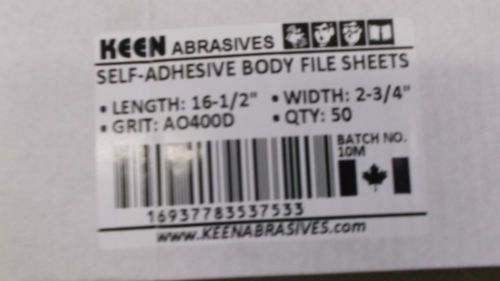 KEEN ABRASIVES
SELF-ADHESIVE BODY FILE SHEETS
• LENGTH: 16-1/2" • WIDTH: 2-3/4"
• GRIT: AO400D • QTY: 50
BATCH NO.
10M
16937783537533
www.KEENABRASIVES.com